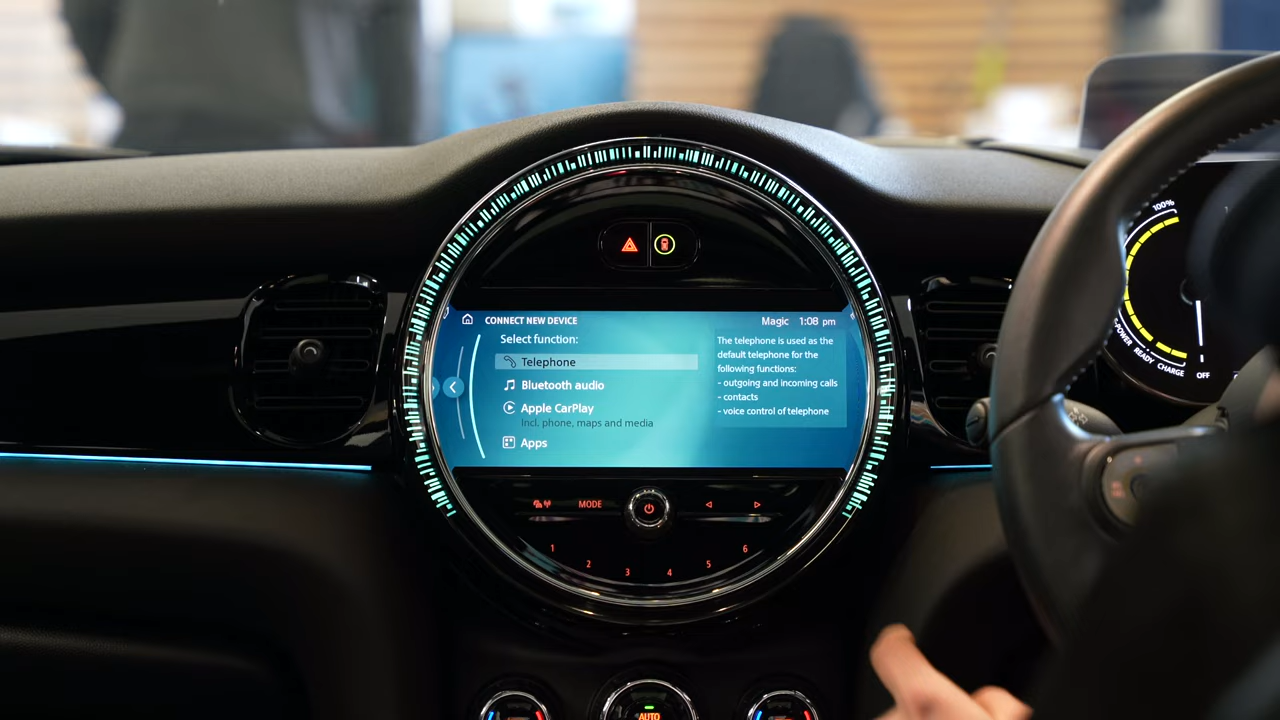 CONNECT NEW DEVICE
Magic 1:08 pm
Select function:
Telephone
Bluetooth audio
Apple CarPlay
Incl. phone, maps and media
Apps
The telephone is used as the
default telephone for the
following functions:
- outgoing and incoming calls
- contacts
- voice control of telephone
MODE
1
2
3
4
5
6
AUTO
100%
READY
CHARGE
OFF